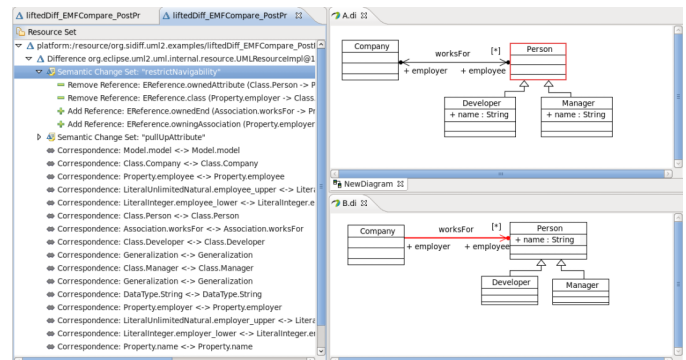 liftedDiff_EMFCompare_PostPr
liftedDiff_EMFCompare_PostPr
Resource Set
platform:/resource/org.sidiff.uml2.examples/liftedDiff_EMFCompare_PostI
Difference org.eclipse.uml2.uml.internal.resource.UMLResourceImpl@1
Semantic Change Set: "restrictNavigability"
Remove Reference: EReference.ownedAttribute (Class.Person -> P
Remove Reference: EReference.class (Property.employer -> Class.
Add Reference: EReference.ownedEnd (Association.worksFor -> Pr
Add Reference: EReference.owningAssociation (Property.employer
Semantic Change Set: "pullUpAttribute"
Correspondence: Model.model <-> Model.model
Correspondence: Class.Company <-> Class.Company
Correspondence: Property.employee <-> Property.employee
Correspondence: LiteralUnlimitedNatural.employee_upper <-> Litera
Correspondence: LiteralInteger.employee_lower <-> LiteralInteger.e
Correspondence: Class.Person <-> Class.Person
Correspondence: Association.worksFor <-> Association.worksFor
Correspondence: Class.Developer <-> Class.Developer
Correspondence: Generalization <-> Generalization
Correspondence: Class.Manager <-> Class.Manager
Correspondence: Generalization <-> Generalization
Correspondence: DataType.String <-> DataType.String
Correspondence: Property.employer <-> Property.employer
Correspondence: LiteralUnlimitedNatural.employer_upper <-> Litera
Correspondence: LiteralInteger.employer_lower <-> LiteralInteger.er
Correspondence: Property.name <-> Property.name
A.di
Company
worksFor
[*]
Person
+ employer
+ employee
Developer
+ name : String
Manager
+ name : String
NewDiagram
B.di
Company
worksFor
[*]
Person
+ name : String
+ employer
+ employee
Developer
Manager